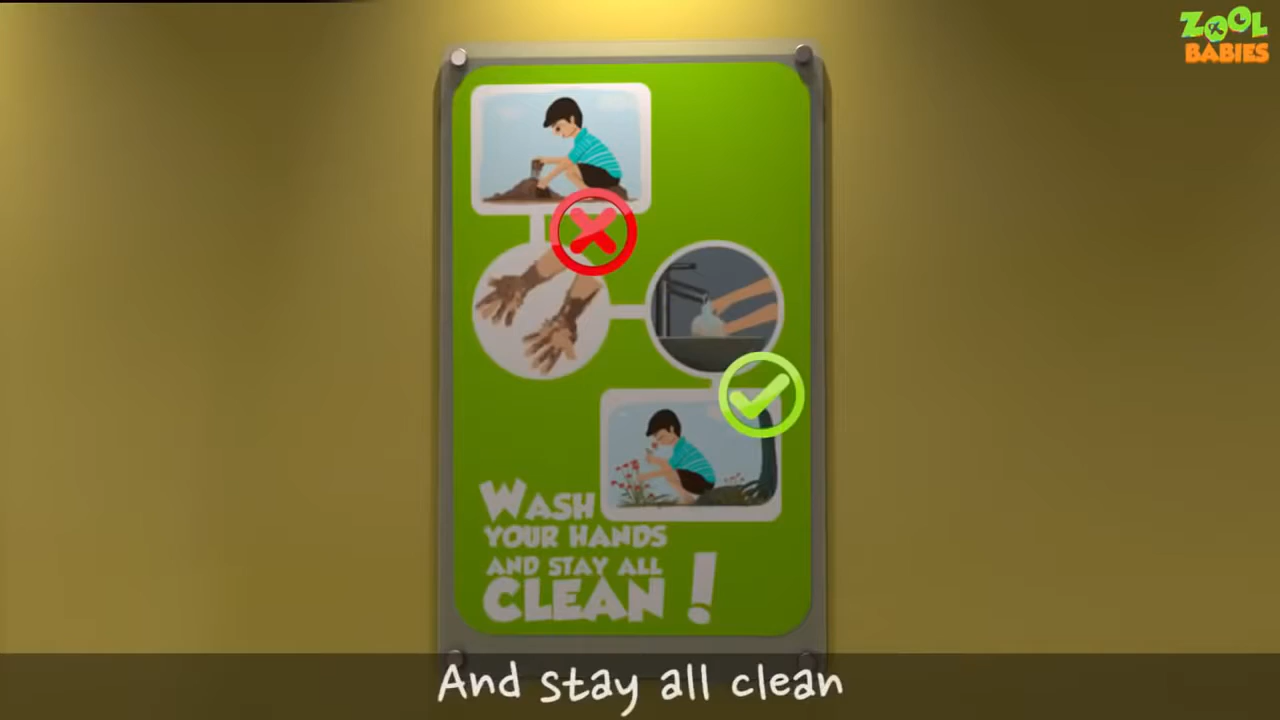 ZOOL
BABIES
WASH
YOUR HANDS
AND STAY ALL
CLEAN!
And stay all clean